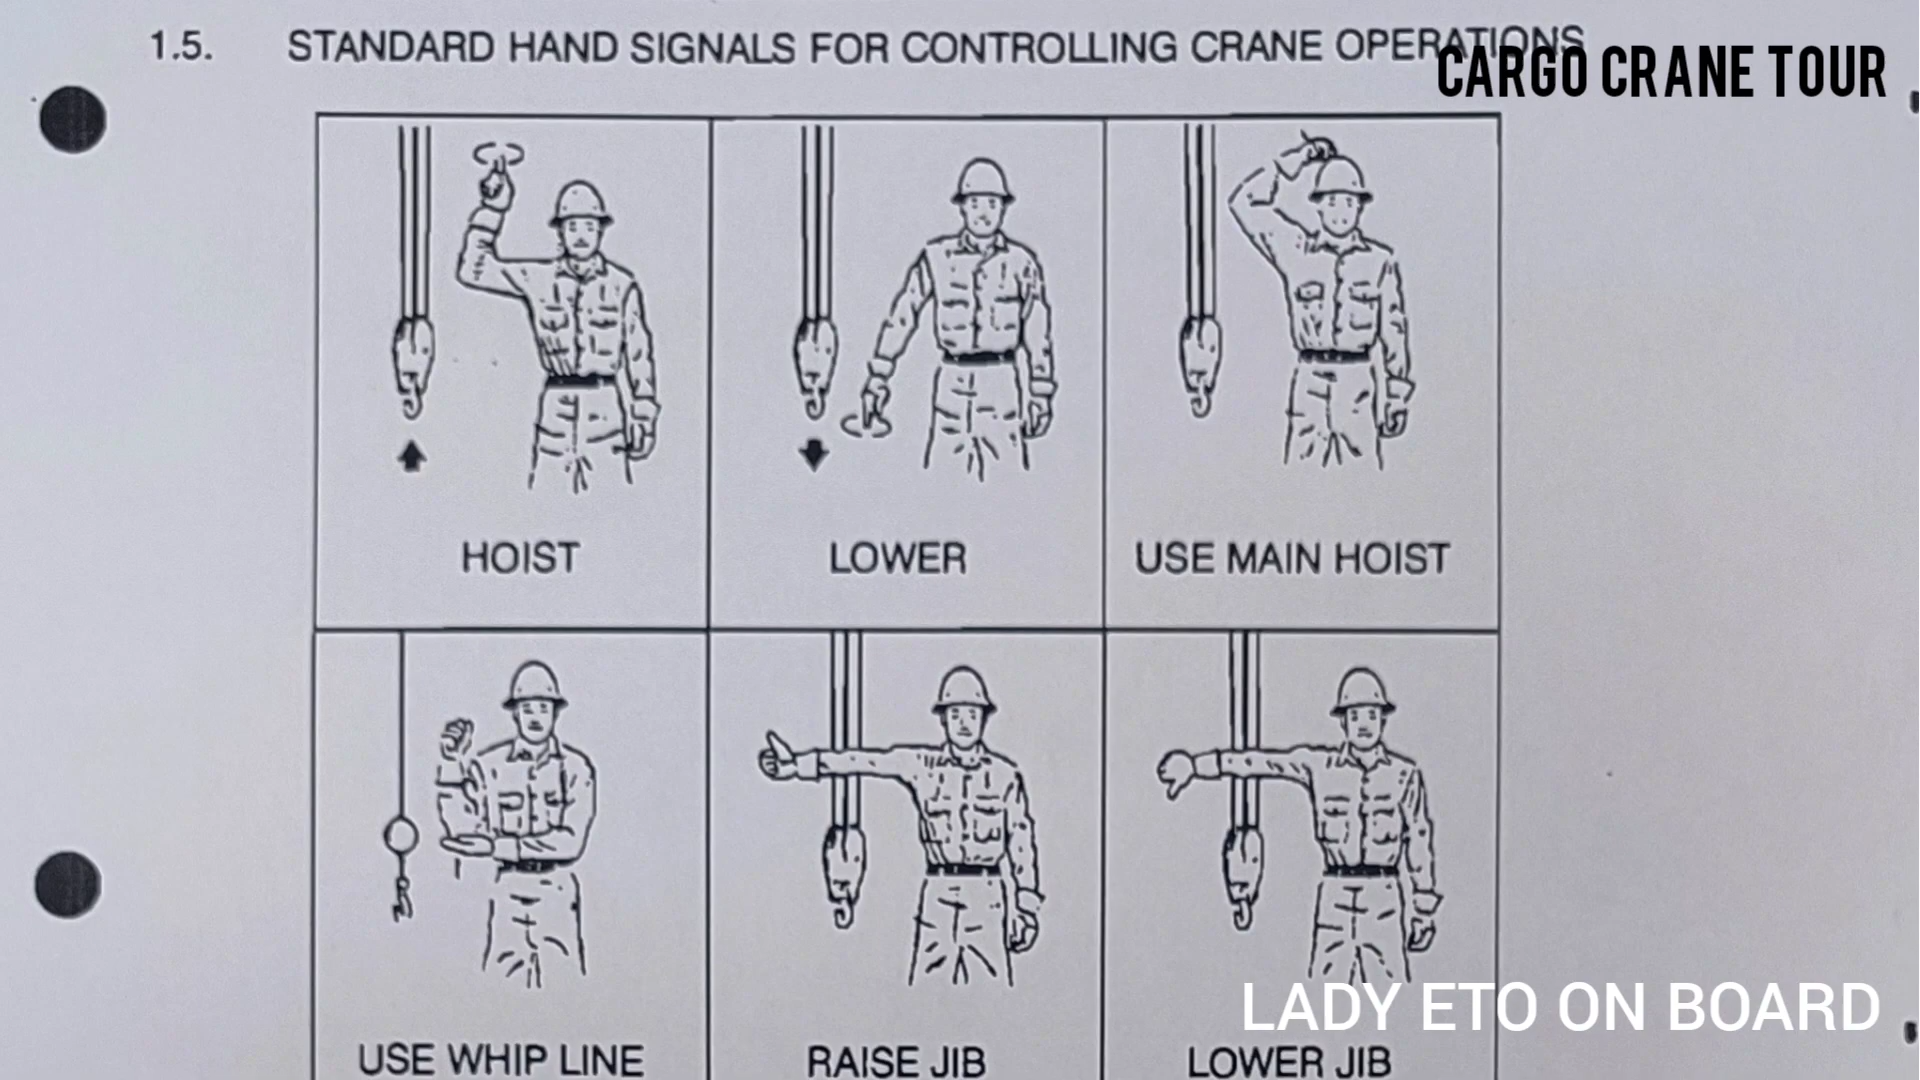 1.5. STANDARD HAND SIGNALS FOR CONTROLLING CRANE OPERATIONS
CARGO CRANE TOUR
HOIST
LOWER
USE MAIN HOIST
USE WHIP LINE
RAISE JIB
LOWER JIB
LADY ETO ON BOARD